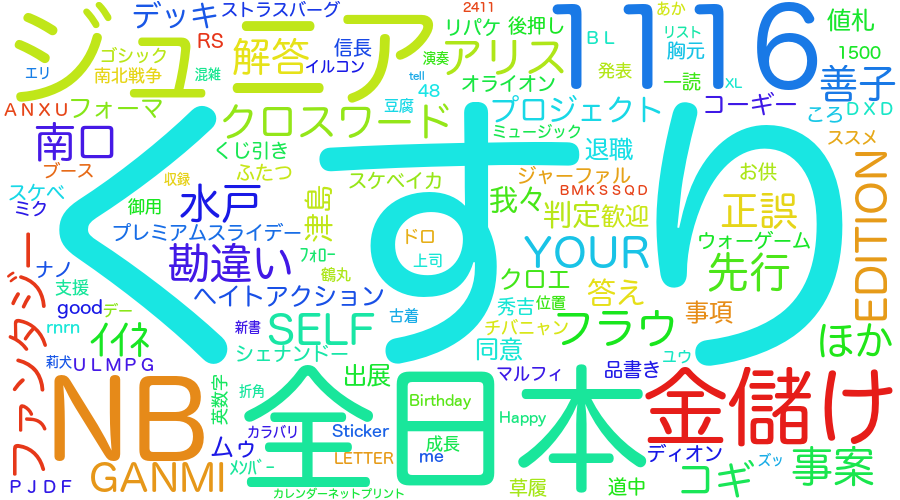 ジュニア
デッキ
ストラスバーグ
2411
RS
リパケ
後押し
1116
あか
値札
エリ
ゴシック
解答
信長
演奏
アリス
BL
リスト
胸元
1500
南北戦争
混雑
イルコン
tell
48
オライオン
発表
一読
XL
善子
ANXU
フォーマ
クロスワード
豆腐
ミュージック
プロジェクト
コーギー
ころ
DXD
南口
くじ引き
退職
ススメ
ブース
収録
ふたつ
くすり
スケベイカ
ジャーファル
お供
スケベ
ミク
御用
水戸
津島
我々
BMKSSQD
判定
歓迎
正誤
EDITION
プレミアムスライダー
ドロ
YOUR
ウォーゲーム
ファンタジー
ナノ
支援
勘違い
フォロー
鶴丸
上司
クロエ
答え
先行
good
デー
ヘイトアクション
古着
秀吉
位置
事項
rnrn
イイネ
新書
SELF
チバニャン
フラウ
ほか
莉犬
ULMPG
シェナンドー
同意
ユウ
NB
英数字
折角
全日本
出展
マルフィ
品書き
金儲け
Birthday
カラバリ
Sticker
成長
Happy
ムゥ
me
ディオン
PJDF
GANMI
メンバー
LETTER
コギ
ズッ
事案
カレンダーネットプリント
草履
道中